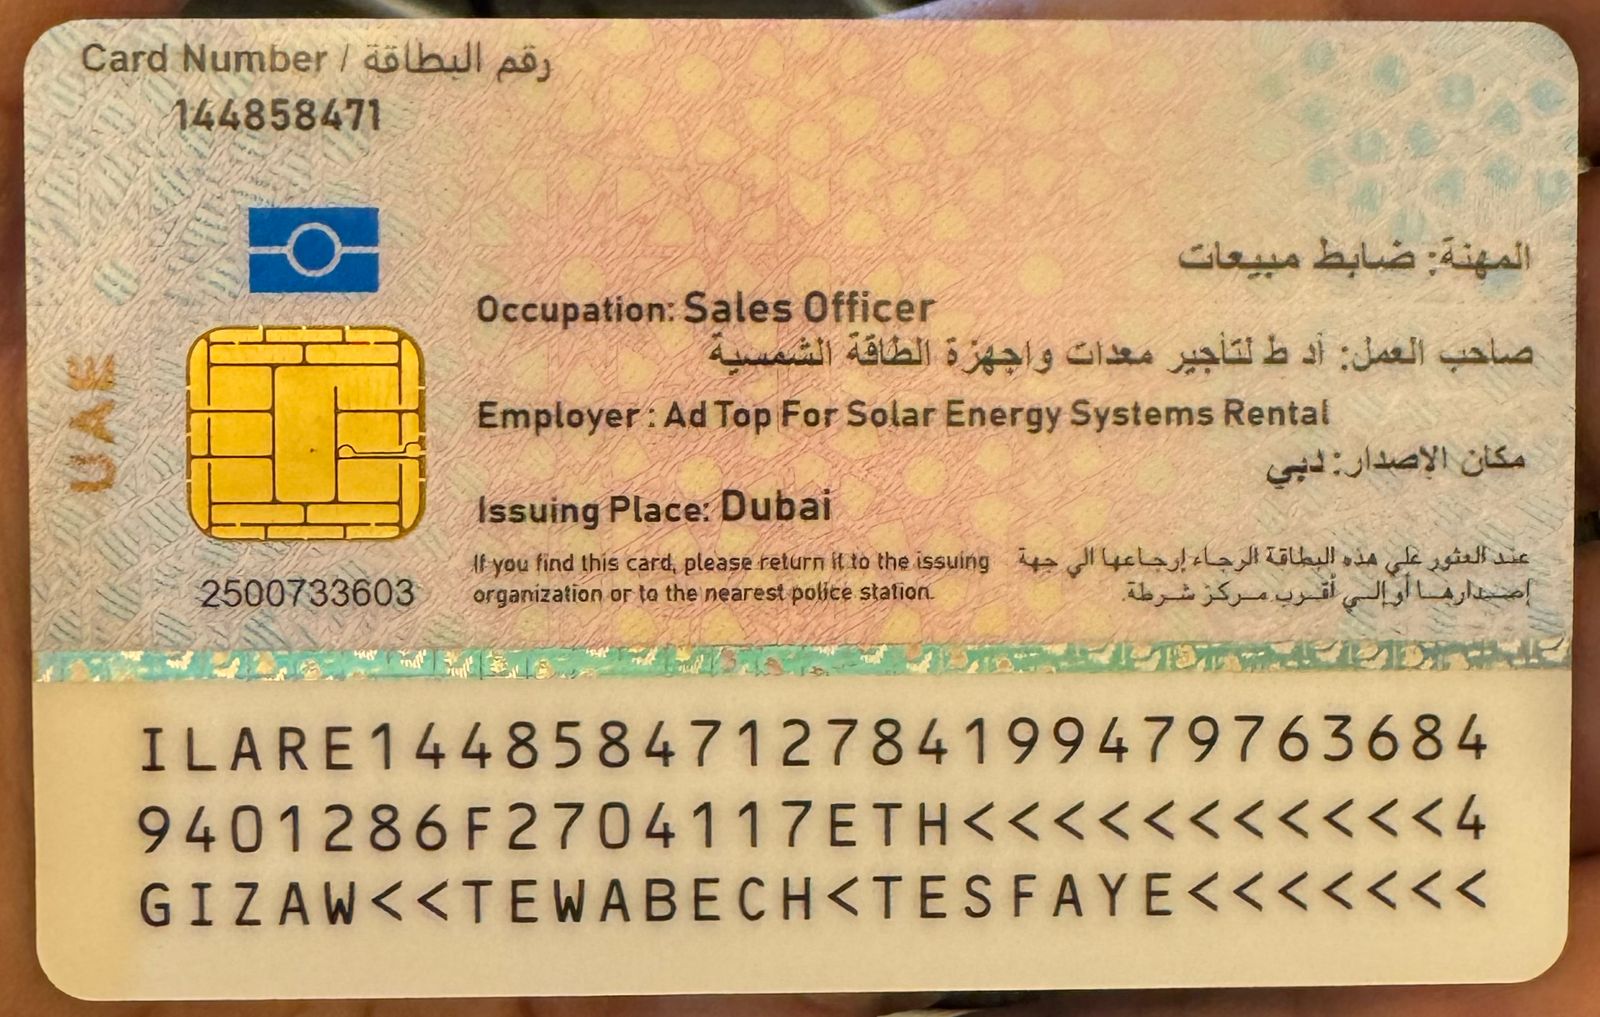 Card Number / رقم البطاقة
144858471
المهنة: ضابط مبيعات
Occupation: Sales Officer
صاحب العمل: أد ط لتأجير معدات واجهزة الطاقة الشمسية
Employer : Ad Top For Solar Energy Systems Rental
مكان الإصدار: دبي
Issuing Place: Dubai
If you find this card, please return it to the issuing
organization or to the nearest police station.
عند العثور علي هذه البطاقة الرجاء إرجاعها الي جهة
إصدارها أو إلي أقرب مركز شرطة.
UAE
2500733603
ILARE1448584712784199479763684
9401286F2704117ETH<<<<<<<<<<<4
GIZAW<<TEWABECH<TESFAYE<<<<<<<